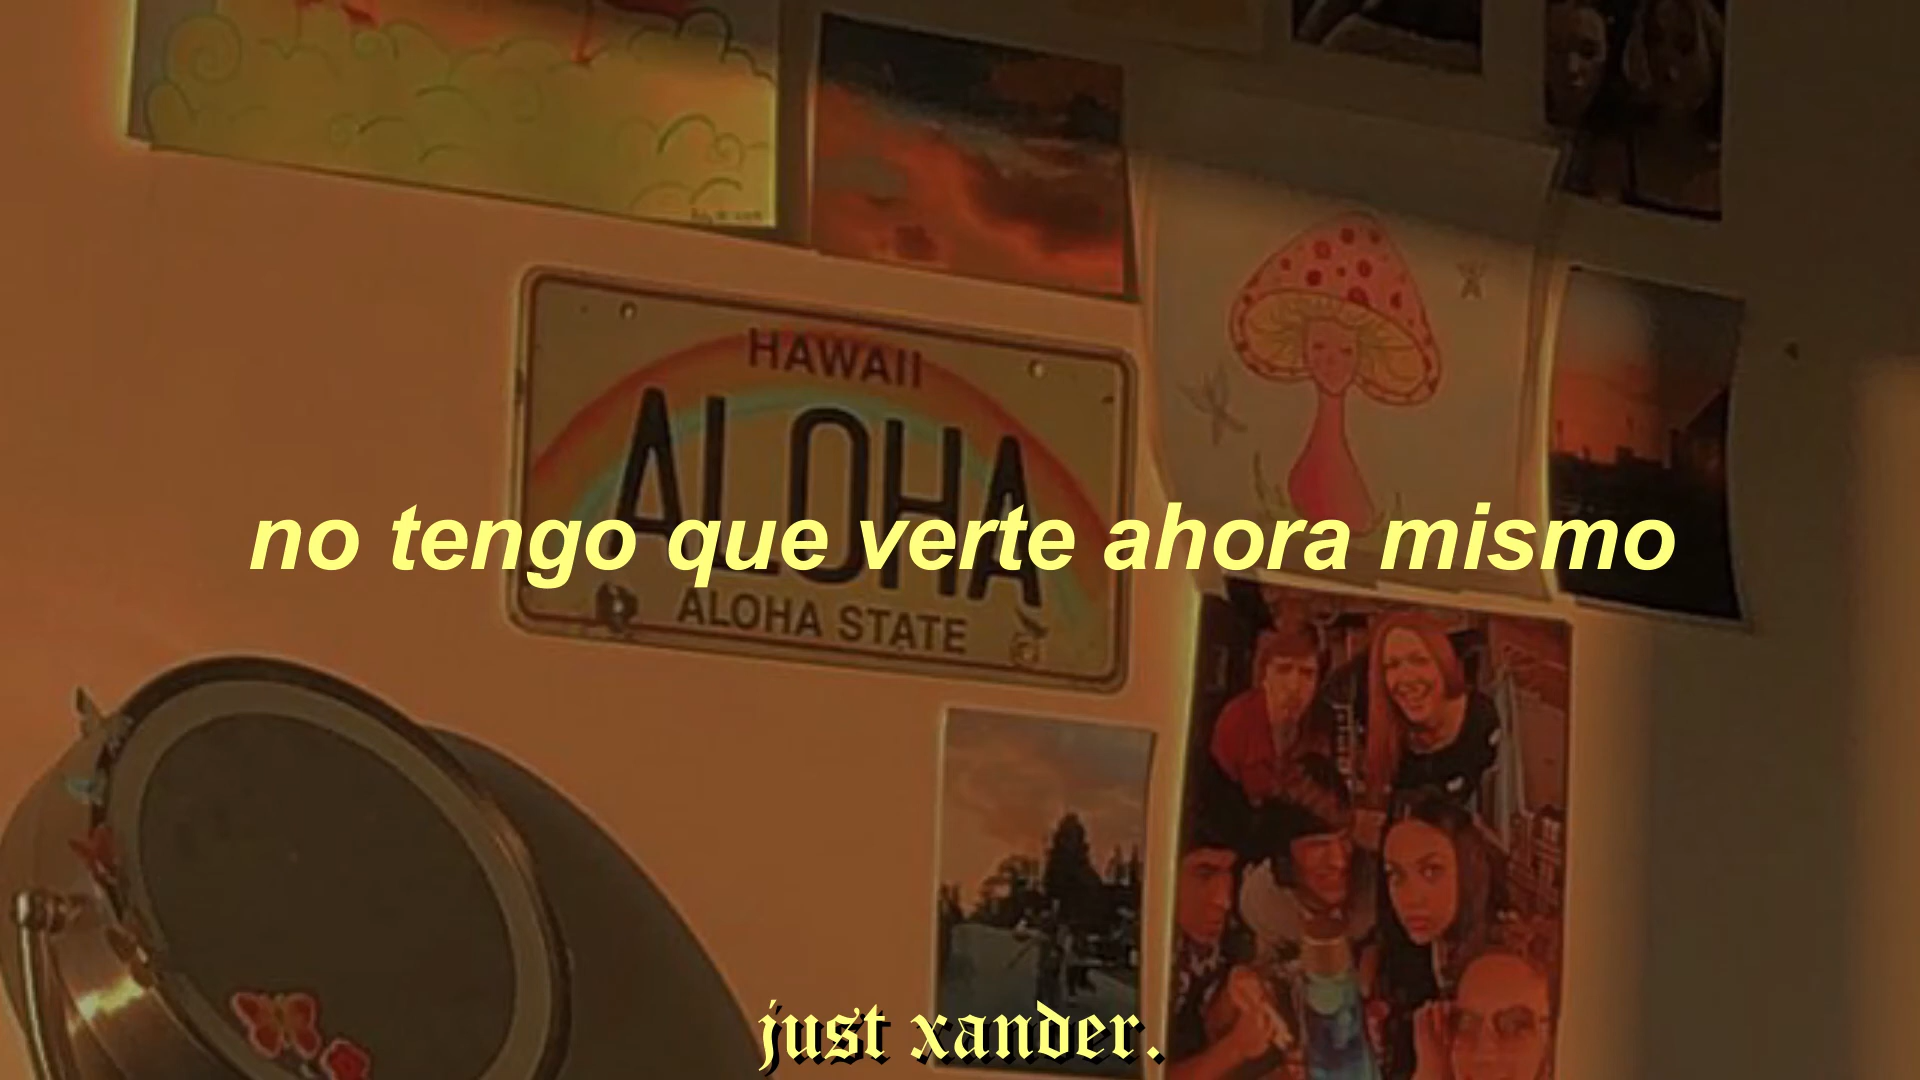 HAWAII
ALOHA
no tengo que verte ahora mismo
ALOHA STATE
just xander.